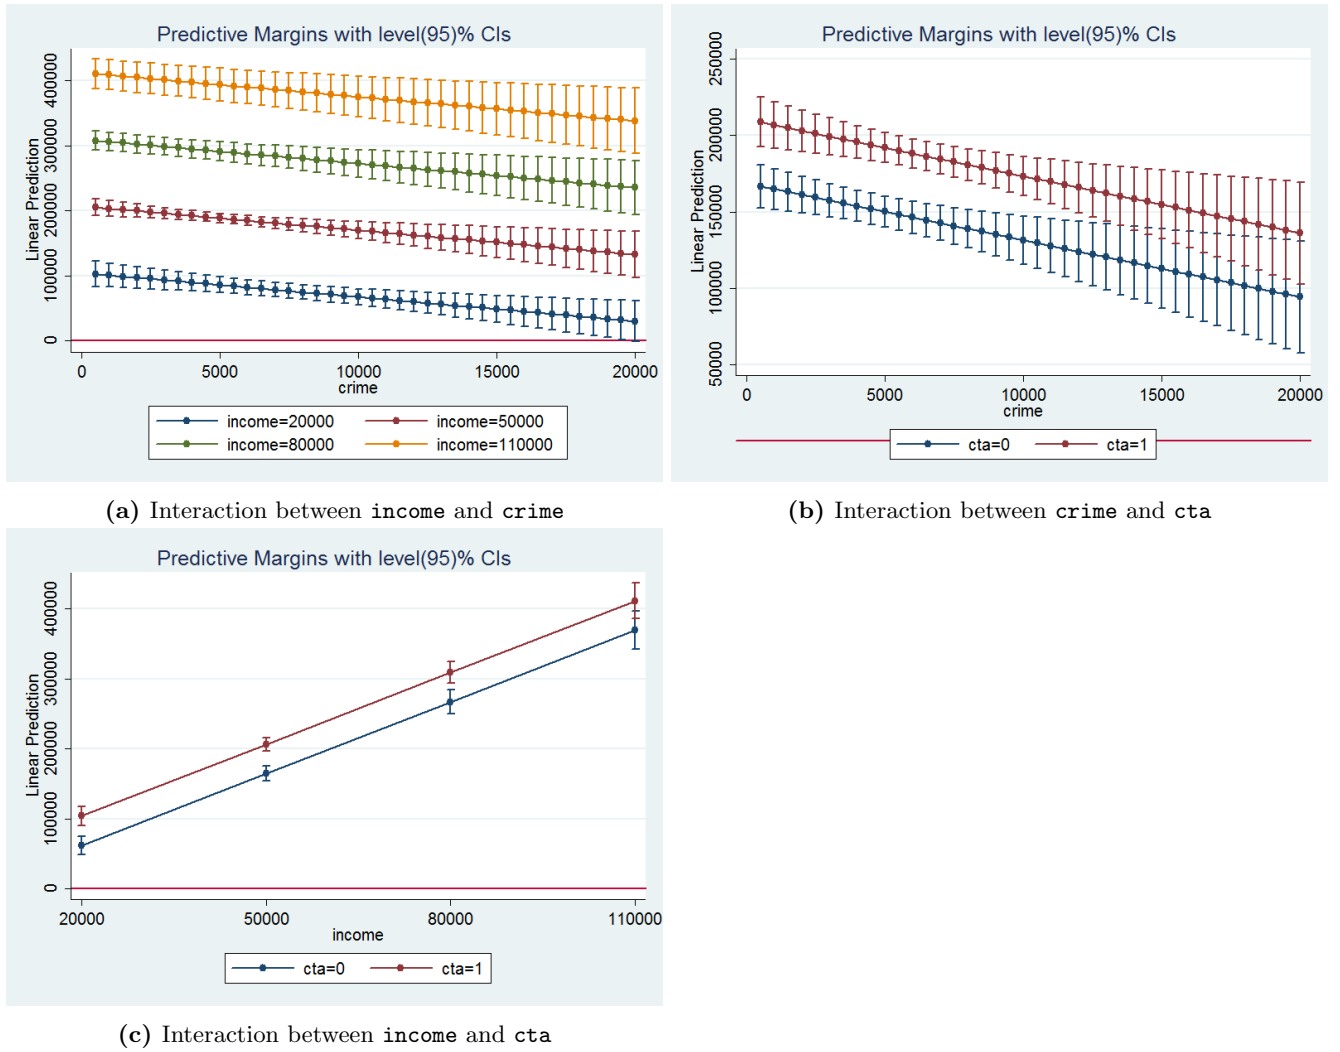 Predictive Margins with level(95)% CIs
Linear Prediction
400000
300000
200000
100000
0
0 5000 10000 15000 20000
crime
income=20000 income=50000
income=80000 income=110000
(a) Interaction between income and crime
Predictive Margins with level(95)% CIs
Linear Prediction
250000
200000
150000
100000
50000
0 5000 10000 15000 20000
crime
cta=0 cta=1
(b) Interaction between crime and cta
Predictive Margins with level(95)% CIs
Linear Prediction
400000
300000
200000
100000
0
20000 50000 80000 110000
income
cta=0 cta=1
(c) Interaction between income and cta